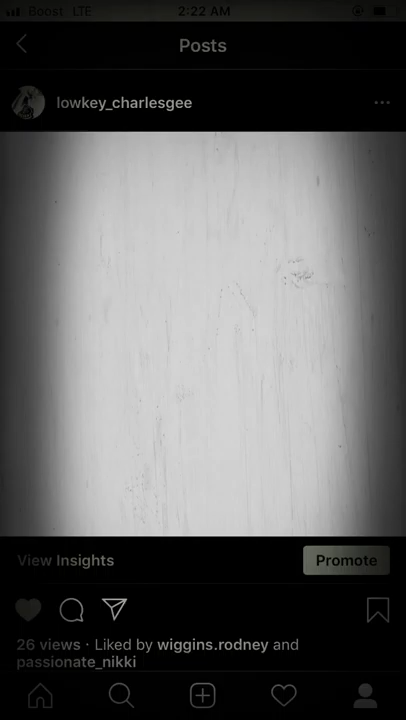 Boost LTE 2:22 AM
Posts
lowkey_charlesgee
View Insights Promote
26 views · Liked by wiggins.rodney and
passionate_nikki